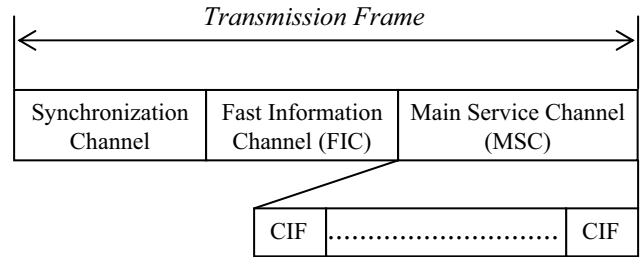 Transmission Frame
Synchronization Channel
Fast Information Channel (FIC)
Main Service Channel (MSC)
CIF ............................. CIF